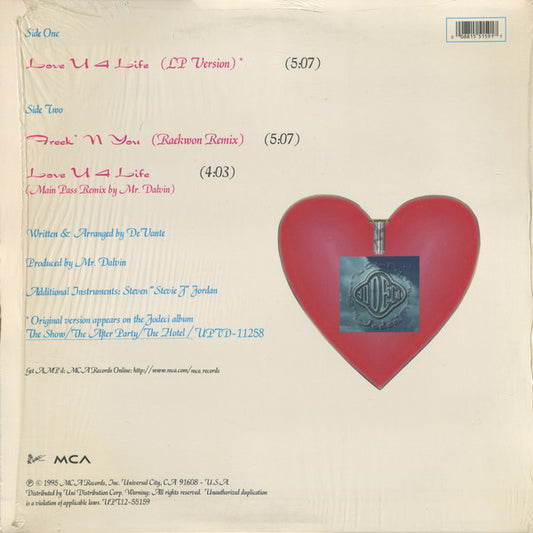 Side One
Love U 4 Life (LP Version)* (5:07)
Side Two
Freek' N You (Raekwon Remix) (5:07)
Love U 4 Life (4:03)
(Main Pass Remix by Mr. Dalvin)
Written & Arranged by DeVante
Produced by Mr. Dalvin
Additional Instruments: Steven "Stevie J" Jordan
* Original version appears on the Jodeci album
The Show/The After Party/The Hotel / UPTD-11258
Get AMP'd: MCA Records Online: http://www.mca.com/mca_records
MCA
℗ © 1995 MCA Records, Inc. Universal City, CA 91608 - U.S.A.
Distributed by Uni Distribution Corp. Warning: All rights reserved. Unauthorized duplication
is a violation of applicable laws. UPT12-55159
JODECI